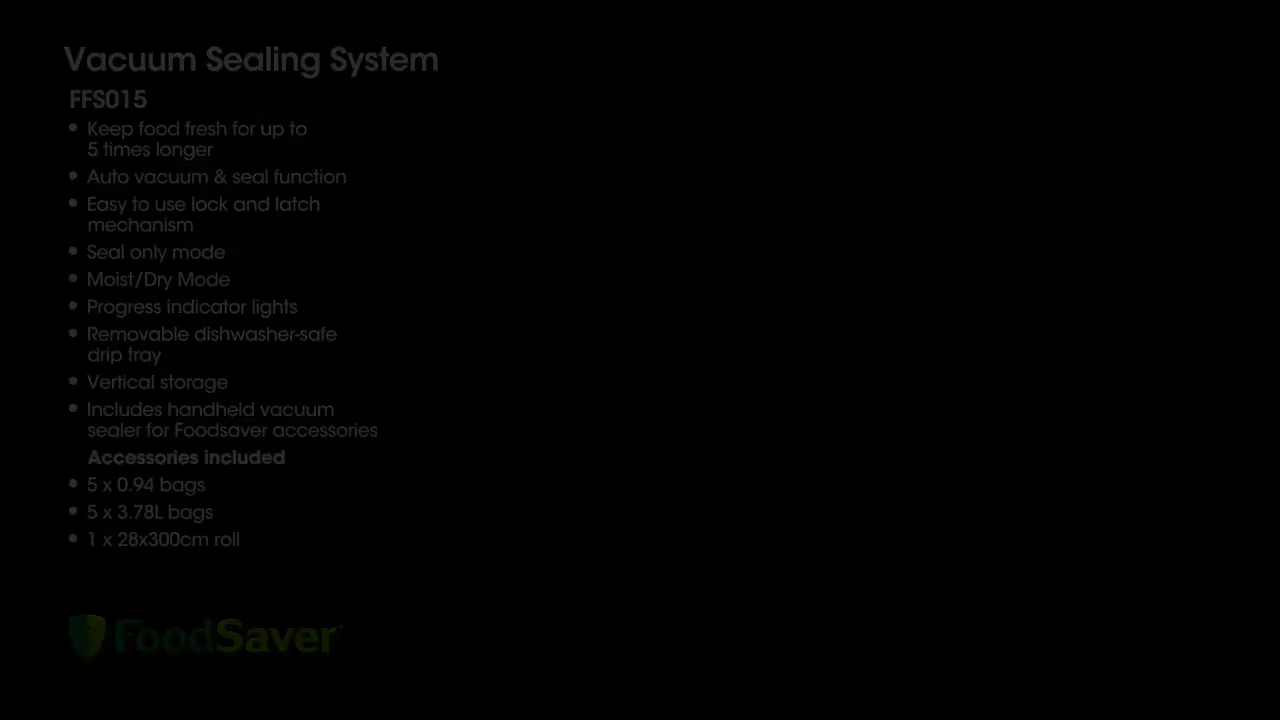 Vacuum Sealing System
FFS015
• Keep food fresh for up to
5 times longer
• Auto vacuum & seal function
• Easy to use lock and latch
mechanism
• Seal only mode
• Moist/Dry Mode
• Progress indicator lights
• Removable dishwasher-safe
drip tray
• Vertical storage
• Includes handheld vacuum
sealer for Foodsaver accessories
Accessories included
• 5 x 0.94 bags
• 5 x 3.78L bags
• 1 x 28x300cm roll
FoodSaver